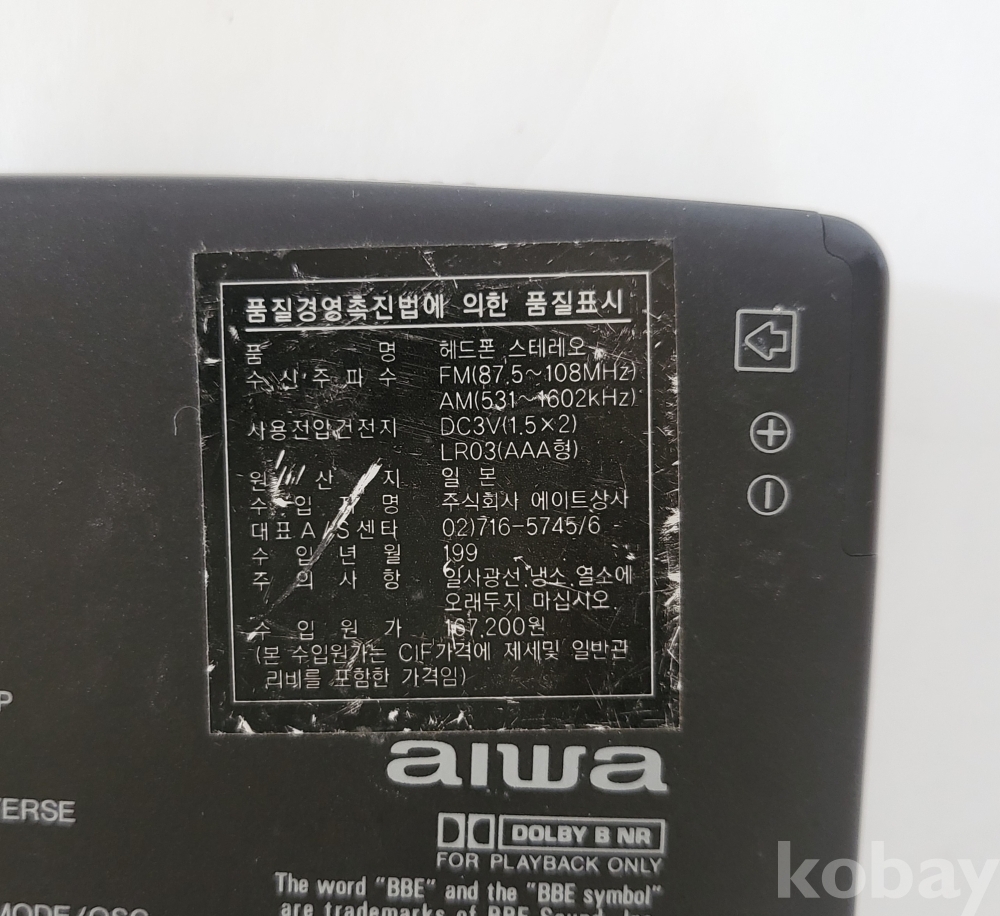 품질경영촉진법에 의한 품질표시
품 명 헤드폰 스테레오
수 신 주 파 수 FM(87.5~108MHz)
AM(531~1602kHz)
사용전압건전지 DC3V(1.5×2)
LR03(AAA형)
원 산 지 일 본
수 입 자 명 주식회사 에이트상사
대표A/S센타 02)716-5745/6
수 입 년 월 199
주 의 사 항 일사광선.냉소.열소에
오래두지 마십시오.
수 입 원 가 167,200원
(본 수입원가는 CIF가격에 제세및 일반관
리비를 포함한 가격임)
P
aiwa
ERSE
DOLBY B NR
FOR PLAYBACK ONLY
The word "BBE" and the "BBE symbol"
MODE/OSC are trademarks of BBE Sound, Inc.
kobay